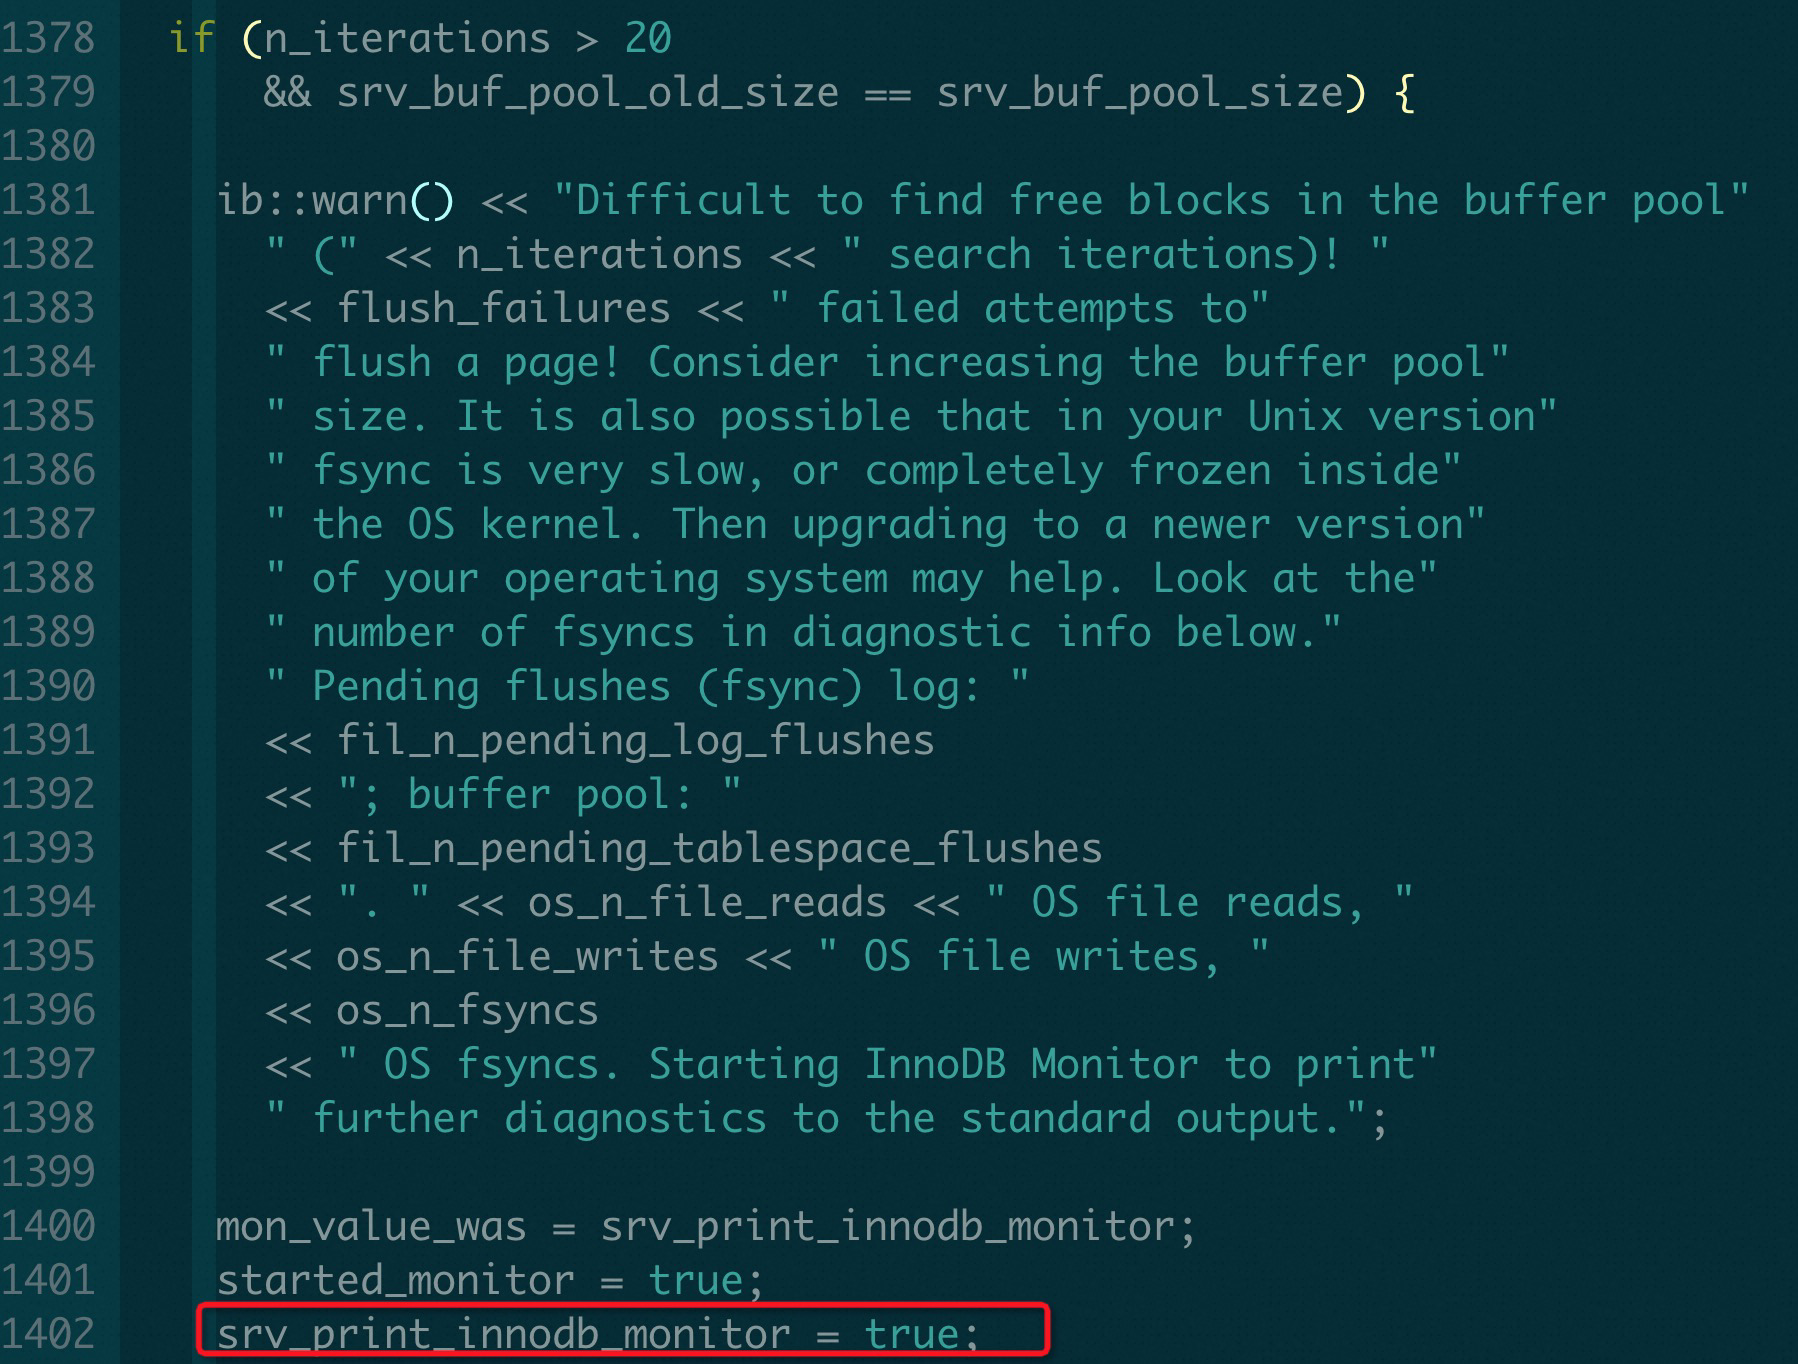 1378 if (n_iterations > 20
1379 && srv_buf_pool_old_size == srv_buf_pool_size) {
1380
1381 ib::warn() << "Difficult to find free blocks in the buffer pool"
1382 " (" << n_iterations << " search iterations)! "
1383 << flush_failures << " failed attempts to"
1384 " flush a page! Consider increasing the buffer pool"
1385 " size. It is also possible that in your Unix version"
1386 " fsync is very slow, or completely frozen inside"
1387 " the OS kernel. Then upgrading to a newer version"
1388 " of your operating system may help. Look at the"
1389 " number of fsyncs in diagnostic info below."
1390 " Pending flushes (fsync) log: "
1391 << fil_n_pending_log_flushes
1392 << "; buffer pool: "
1393 << fil_n_pending_tablespace_flushes
1394 << ". " << os_n_file_reads << " OS file reads, "
1395 << os_n_file_writes << " OS file writes, "
1396 << os_n_fsyncs
1397 << " OS fsyncs. Starting InnoDB Monitor to print"
1398 " further diagnostics to the standard output.";
1399
1400 mon_value_was = srv_print_innodb_monitor;
1401 started_monitor = true;
1402 srv_print_innodb_monitor = true;